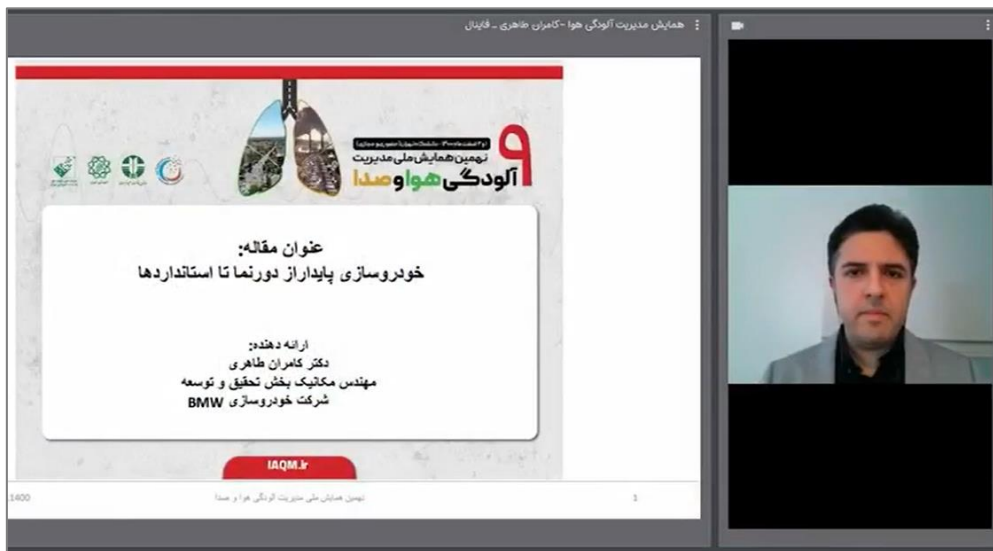 همایش مدیریت آلودگی هوا -کامران طاهری _ فاینال
۹
نهمین همایش ملی مدیریت
آلودگی هوا و صدا
عنوان مقاله:
خودروسازی پایداراز دورنما تا استانداردها
ارائه دهنده:
دکتر کامران طاهری
مهندس مکانیک بخش تحقیق و توسعه
شرکت خودروسازی BMW
IAQM.ir
1400
نهمین همایش ملی مدیریت آلودگی هوا و صدا
1